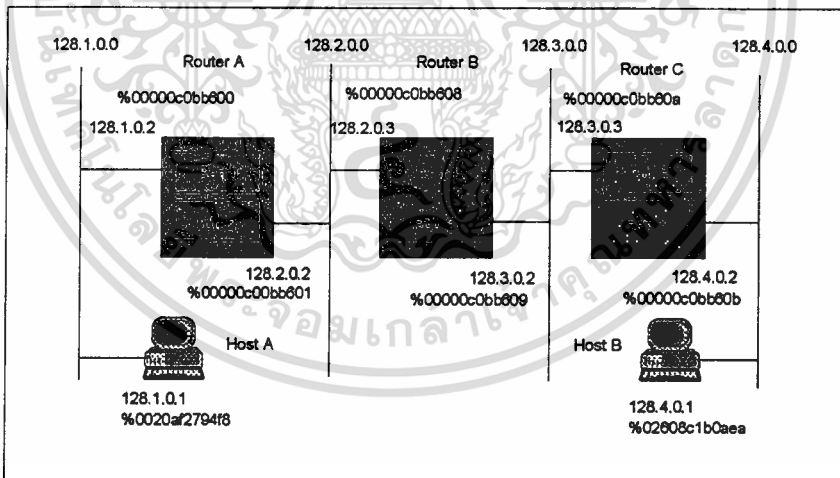 128.1.0.0
128.2.0.0
128.3.0.0
128.4.0.0
Router A
Router B
Router C
%00000c0bb600
%00000c0bb608
%00000c0bb60a
128.1.0.2
128.2.0.3
128.3.0.3
128.2.0.2
128.3.0.2
128.4.0.2
%00000c00bb601
%00000c0bb609
%00000c0bb60b
Host A
Host B
128.1.0.1
128.4.0.1
%0020af2794f8
%02608c1b0aea